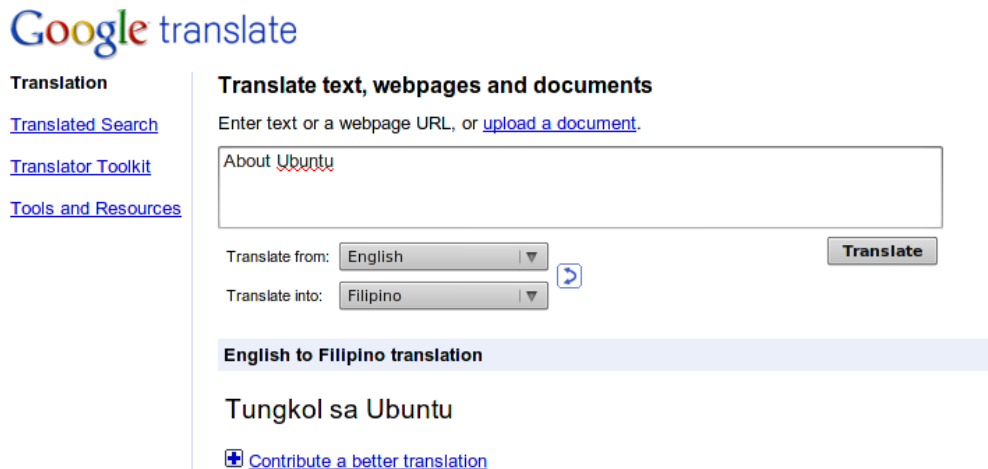 Google translate
Translation
Translated Search
Translator Toolkit
Tools and Resources
Translate text, webpages and documents
Enter text or a webpage URL, or upload a document.
About Ubuntu
Translate from: English
Translate
Translate into: Filipino
English to Filipino translation
Tungkol sa Ubuntu
Contribute a better translation